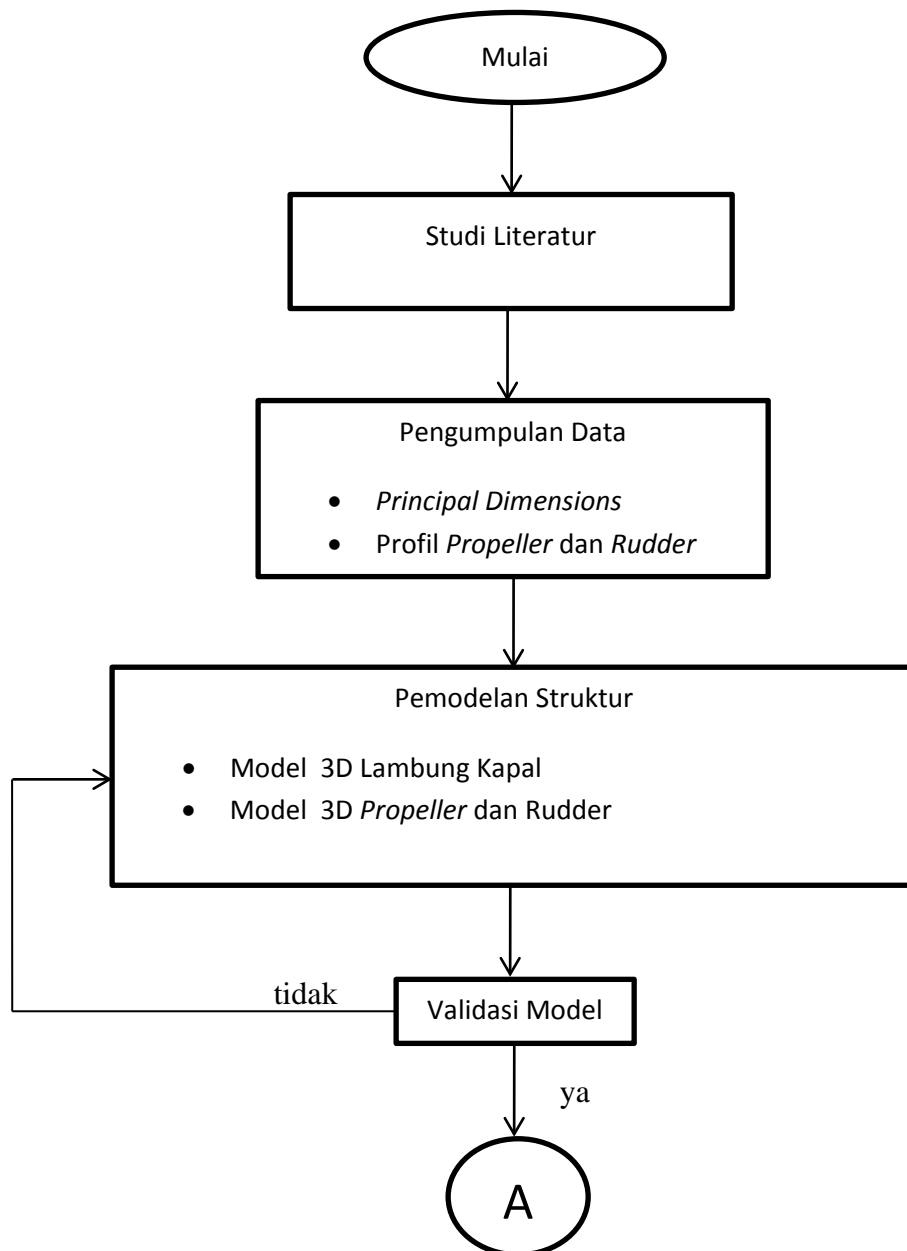 Mulai
Studi Literatur
Pengumpulan Data
• Principal Dimensions
• Profil Propeller dan Rudder
Pemodelan Struktur
• Model 3D Lambung Kapal
• Model 3D Propeller dan Rudder
tidak
Validasi Model
ya
A